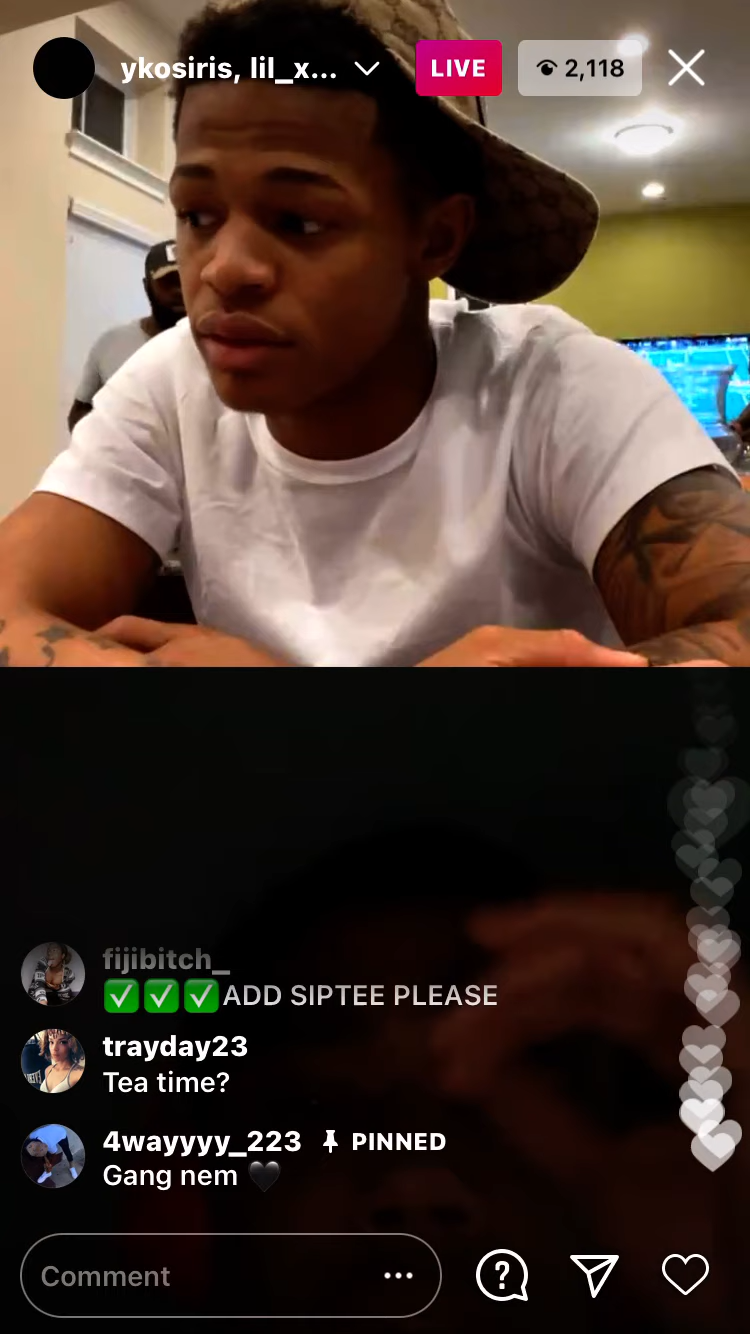 ykosiris, lil_x...
LIVE
2,118
fijibitch_
✅✅✅ADD SIPTEE PLEASE
trayday23
Tea time?
4wayyyy_223 PINNED
Gang nem 🖤
Comment